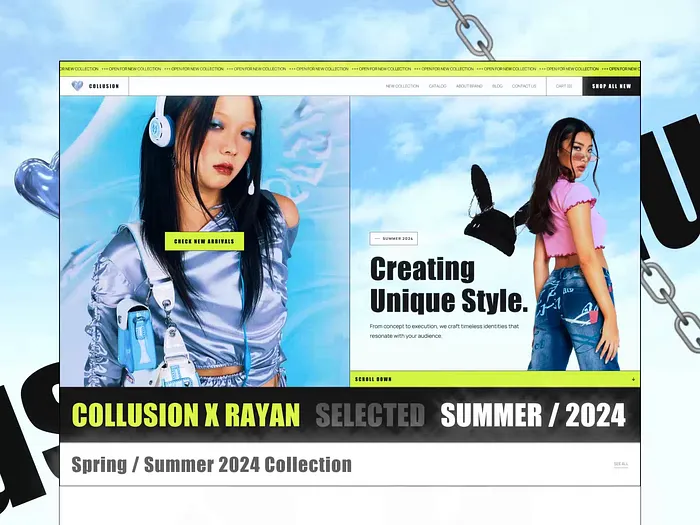 OR NEW COLLECTION +++ OPEN FOR NEW COLLECTION +++ OPEN FOR NEW COLLECTION +++ OPEN FOR NEW COLLECTION +++ OPEN FOR NEW COLLECTION +++ OPEN FOR NEW COLLECTION +++ OPEN FOR NEW COLLECTION +++ OPEN FOR NEW COLLECTION +++ OPEN FOR NEW C
COLLUSION NEW COLLECTION CATALOG ABOUT BRAND BLOG CONTACT US CART (0) SHOP ALL NEW
CHECK NEW ARRIVALS
SUMMER 2024
Creating
Unique Style.
From concept to execution, we craft timeless identities that
resonate with your audience.
SCROLL DOWN +
COLLUSION X RAYAN SELECTED SUMMER / 2024
Spring / Summer 2024 Collection
SEE ALL